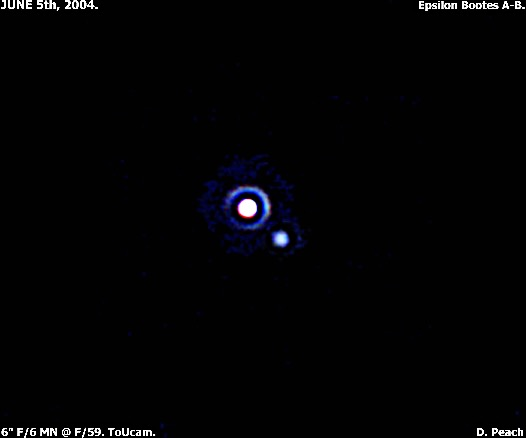 JUNE 5th, 2004.
Epsilon Bootes A-B.
6" F/6 MN @ F/59. ToUcam.
D. Peach